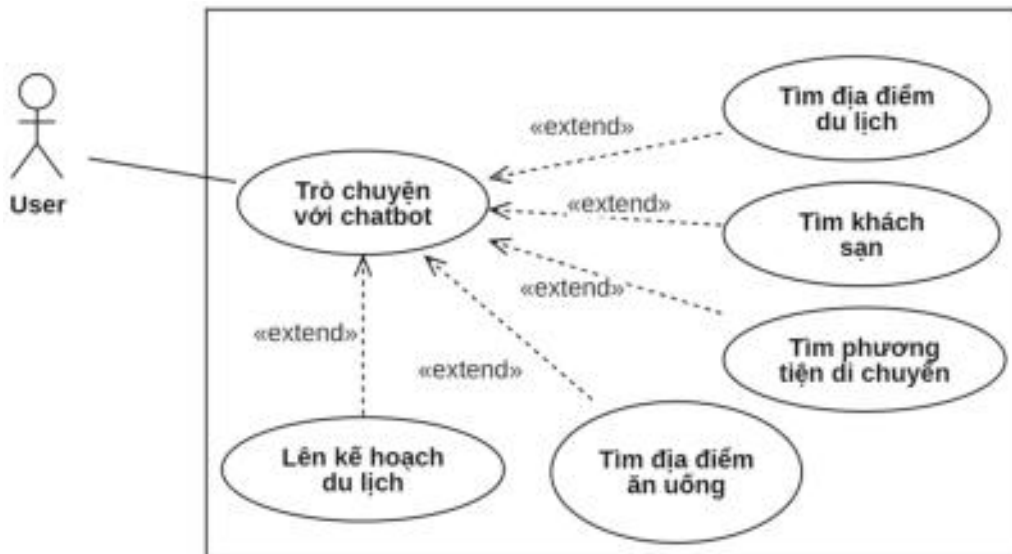 Tìm địa điểm
du lịch
«extend»
Trò chuyện
với chatbot
User
«extend»
Tìm khách
sạn
«extend»
«extend»
Tìm phương
tiện di chuyển
«extend»
Lên kế hoạch
du lịch
Tìm địa điểm
ăn uống